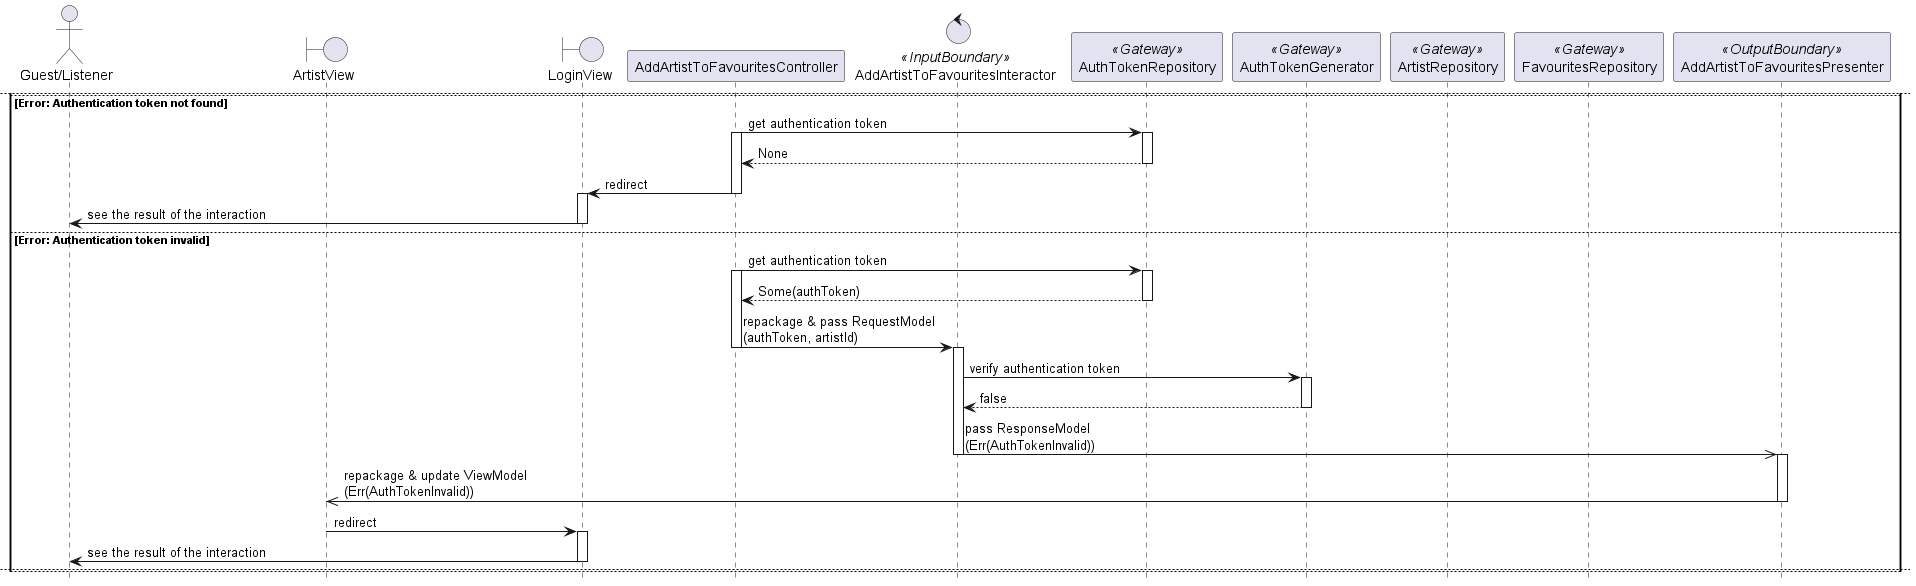 Guest/Listener
ArtistView
LoginView
AddArtistToFavouritesController
«InputBoundary»
AddArtistToFavouritesInteractor
«Gateway»
AuthTokenRepository
«Gateway»
AuthTokenGenerator
«Gateway»
ArtistRepository
«Gateway»
FavouritesRepository
«OutputBoundary»
AddArtistToFavouritesPresenter
[Error: Authentication token not found]
get authentication token
None
redirect
see the result of the interaction
[Error: Authentication token invalid]
get authentication token
Some(authToken)
repackage & pass RequestModel
(authToken, artistId)
verify authentication token
false
pass ResponseModel
(Err(AuthTokenInvalid))
repackage & update ViewModel
(Err(AuthTokenInvalid))
redirect
see the result of the interaction